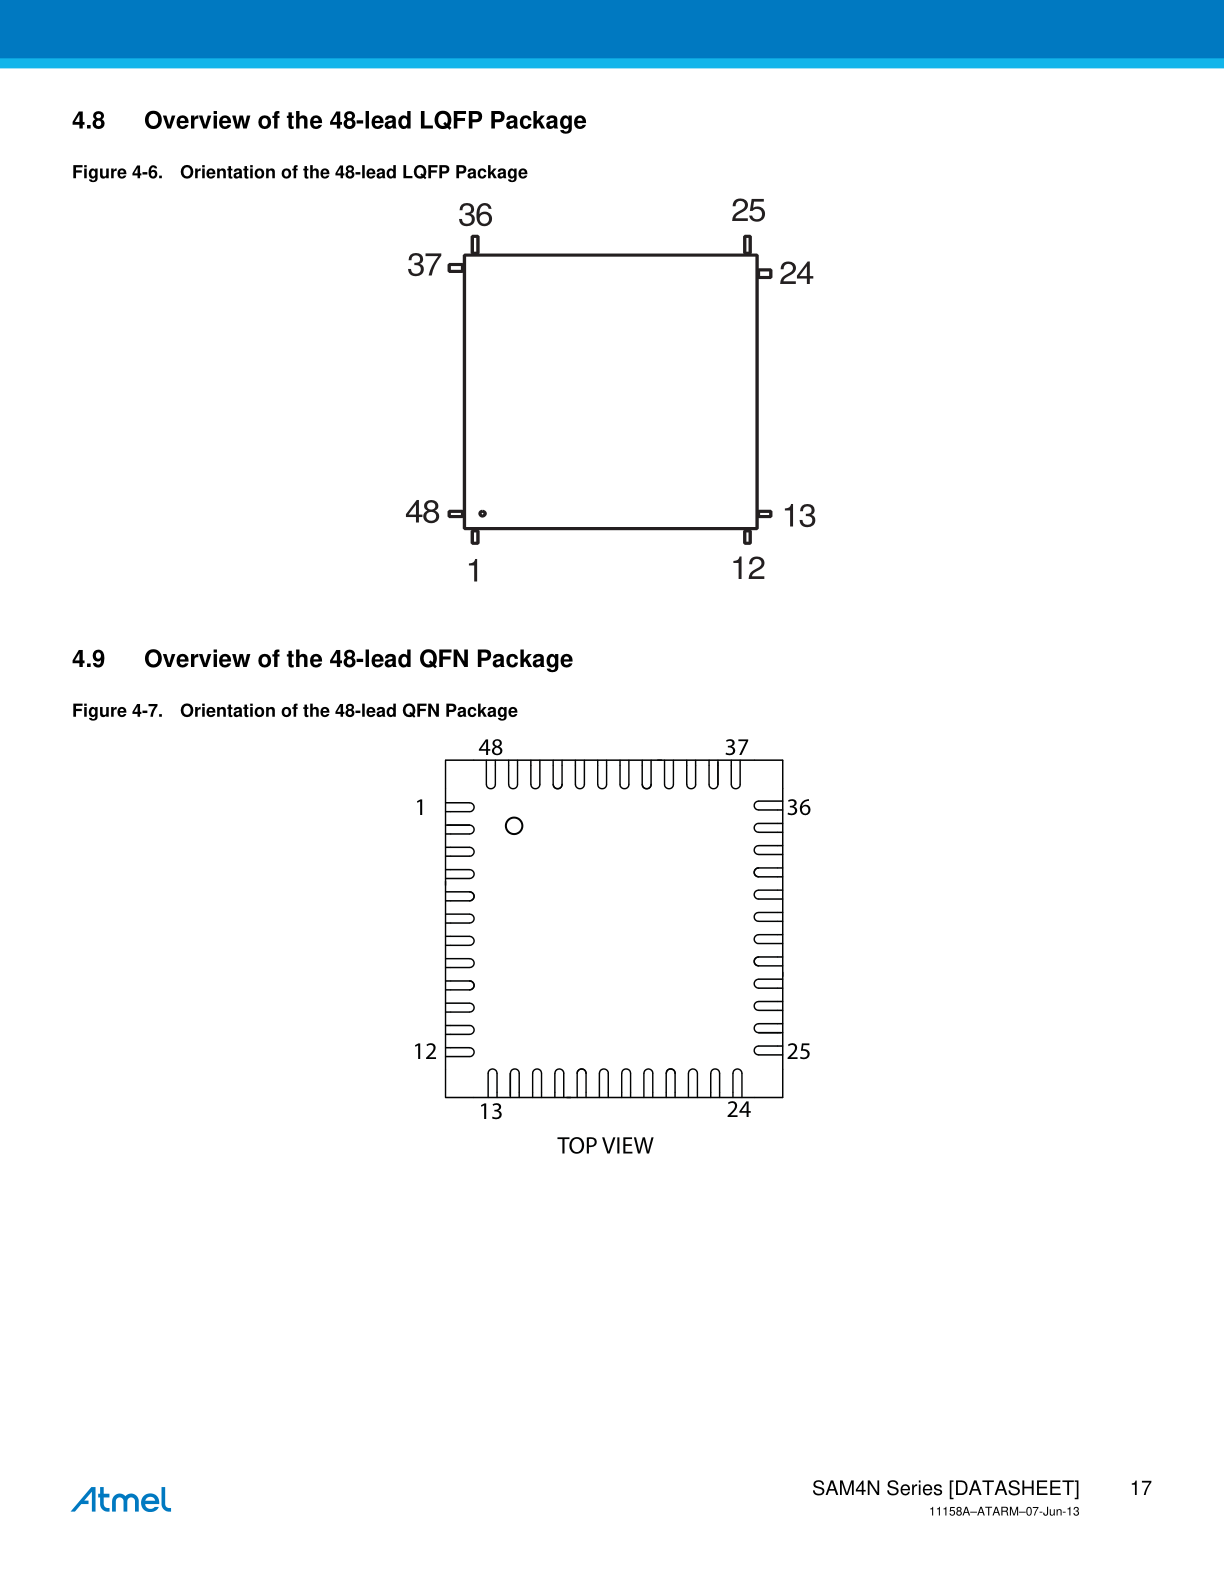 4.8 Overview of the 48-lead LQFP Package
Figure 4-6. Orientation of the 48-lead LQFP Package
36 25
37 24
48 13
1 12
4.9 Overview of the 48-lead QFN Package
Figure 4-7. Orientation of the 48-lead QFN Package
48 37
1 36
12 25
13 24
TOP VIEW
Atmel
SAM4N Series [DATASHEET] 17
11158A–ATARM–07-Jun-13